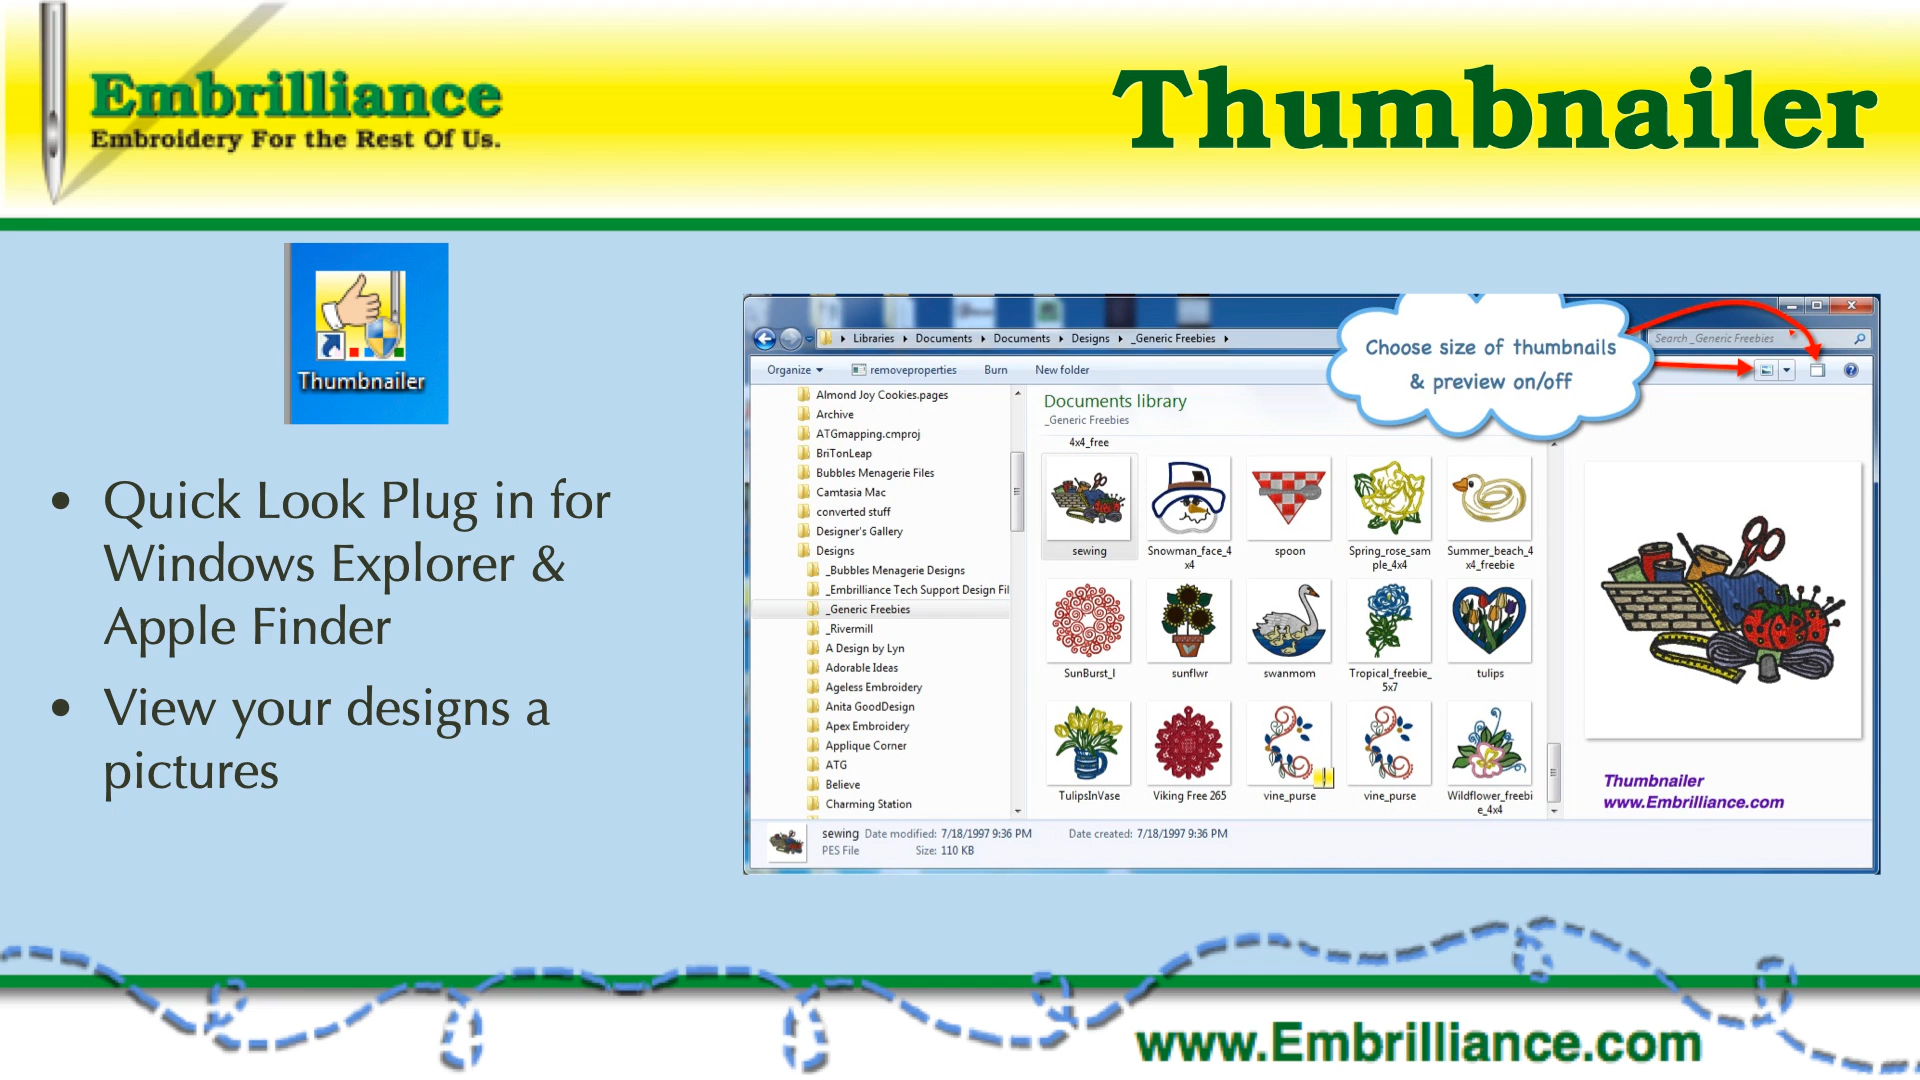 Embrilliance
Embroidery For the Rest Of Us.
Thumbnailer
Thumbnailer
• Quick Look Plug in for
Windows Explorer &
Apple Finder
• View your designs a
pictures
Libraries
Documents
Documents
Designs
_Generic Freebies
Search _Generic Freebies
Choose size of thumbnails
& preview on/off
Organize
removeproperties
Burn
New folder
Almond Joy Cookies.pages
Archive
ATGmapping.cmproj
BriTonLeap
Bubbles Menagerie Files
Camtasia Mac
converted stuff
Designer's Gallery
Designs
_Bubbles Menagerie Designs
_Embrilliance Tech Support Design Fil
_Generic Freebies
_Rivermill
A Design by Lyn
Adorable Ideas
Ageless Embroidery
Anita GoodDesign
Apex Embroidery
Applique Corner
ATG
Believe
Charming Station
Documents library
_Generic Freebies
4x4_free
sewing
Snowman_face_4
x4
spoon
Spring_rose_sam
ple_4x4
Summer_beach_4
x4_freebie
SunBurst_l
sunflwr
swanmom
Tropical_freebie_
5x7
tulips
TulipsInVase
Viking Free 265
vine_purse
vine_purse
Wildflower_freebi
e_4x4
Thumbnailer
www.Embrilliance.com
sewing Date modified: 7/18/1997 9:36 PM Date created: 7/18/1997 9:36 PM
PES File Size: 110 KB
www.Embrilliance.com